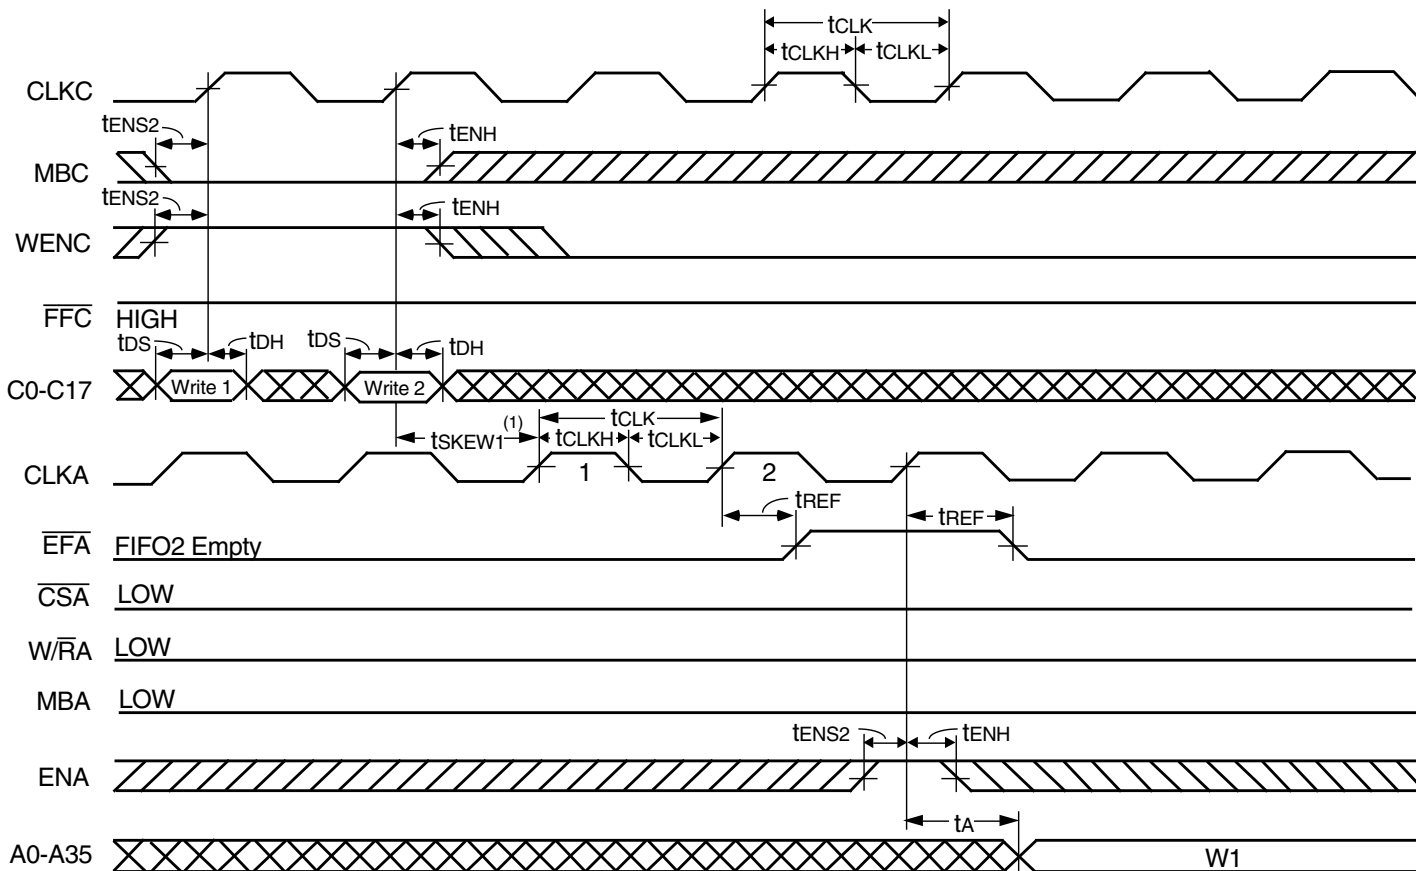 tCLK
tCLKH tCLKL
CLKC
tENS2 tENH
MBC
tENS2 tENH
WENC
FFC HIGH
tDS tDH tDS tDH
C0-C17 Write 1 Write 2
tSKEW1(1) tCLK
tCLKH tCLKL
CLKA 1 2
tREF tREF
EFA FIFO2 Empty
CSA LOW
W/RA LOW
MBA LOW
tENS2 tENH
ENA
tA
A0-A35 W1